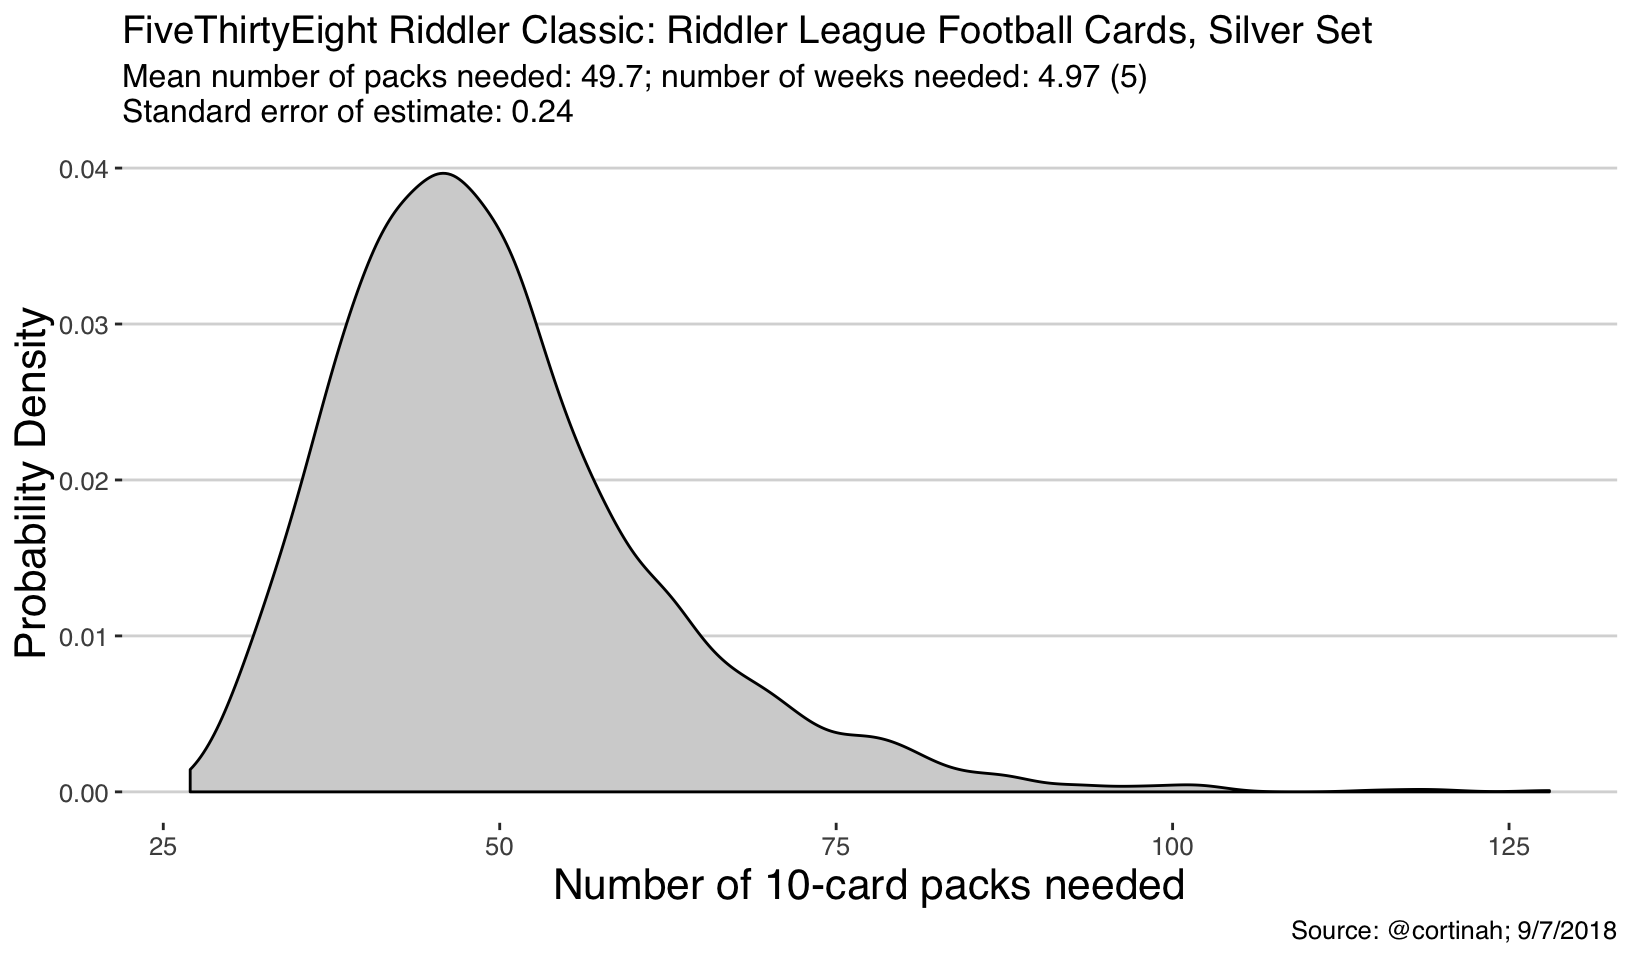 FiveThirtyEight Riddler Classic: Riddler League Football Cards, Silver Set
Mean number of packs needed: 49.7; number of weeks needed: 4.97 (5)
Standard error of estimate: 0.24
Probability Density
0.04
0.03
0.02
0.01
0.00
25 50 75 100 125
Number of 10-card packs needed
Source: @cortinah; 9/7/2018